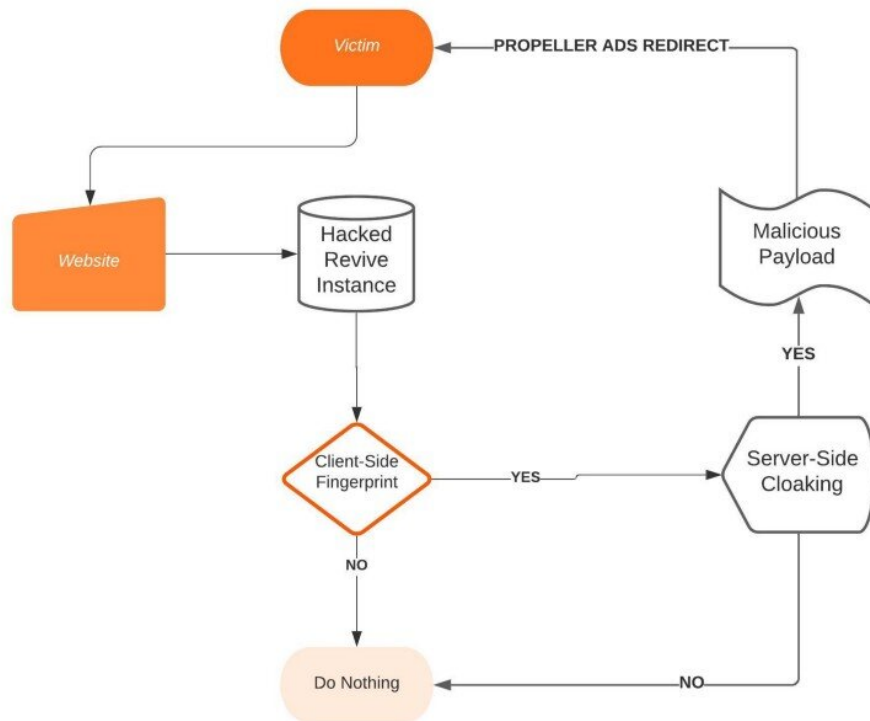 Victim
PROPELLER ADS REDIRECT
Website
Hacked
Revive
Instance
Malicious
Payload
YES
Client-Side
Fingerprint
YES
Server-Side
Cloaking
NO
Do Nothing
NO